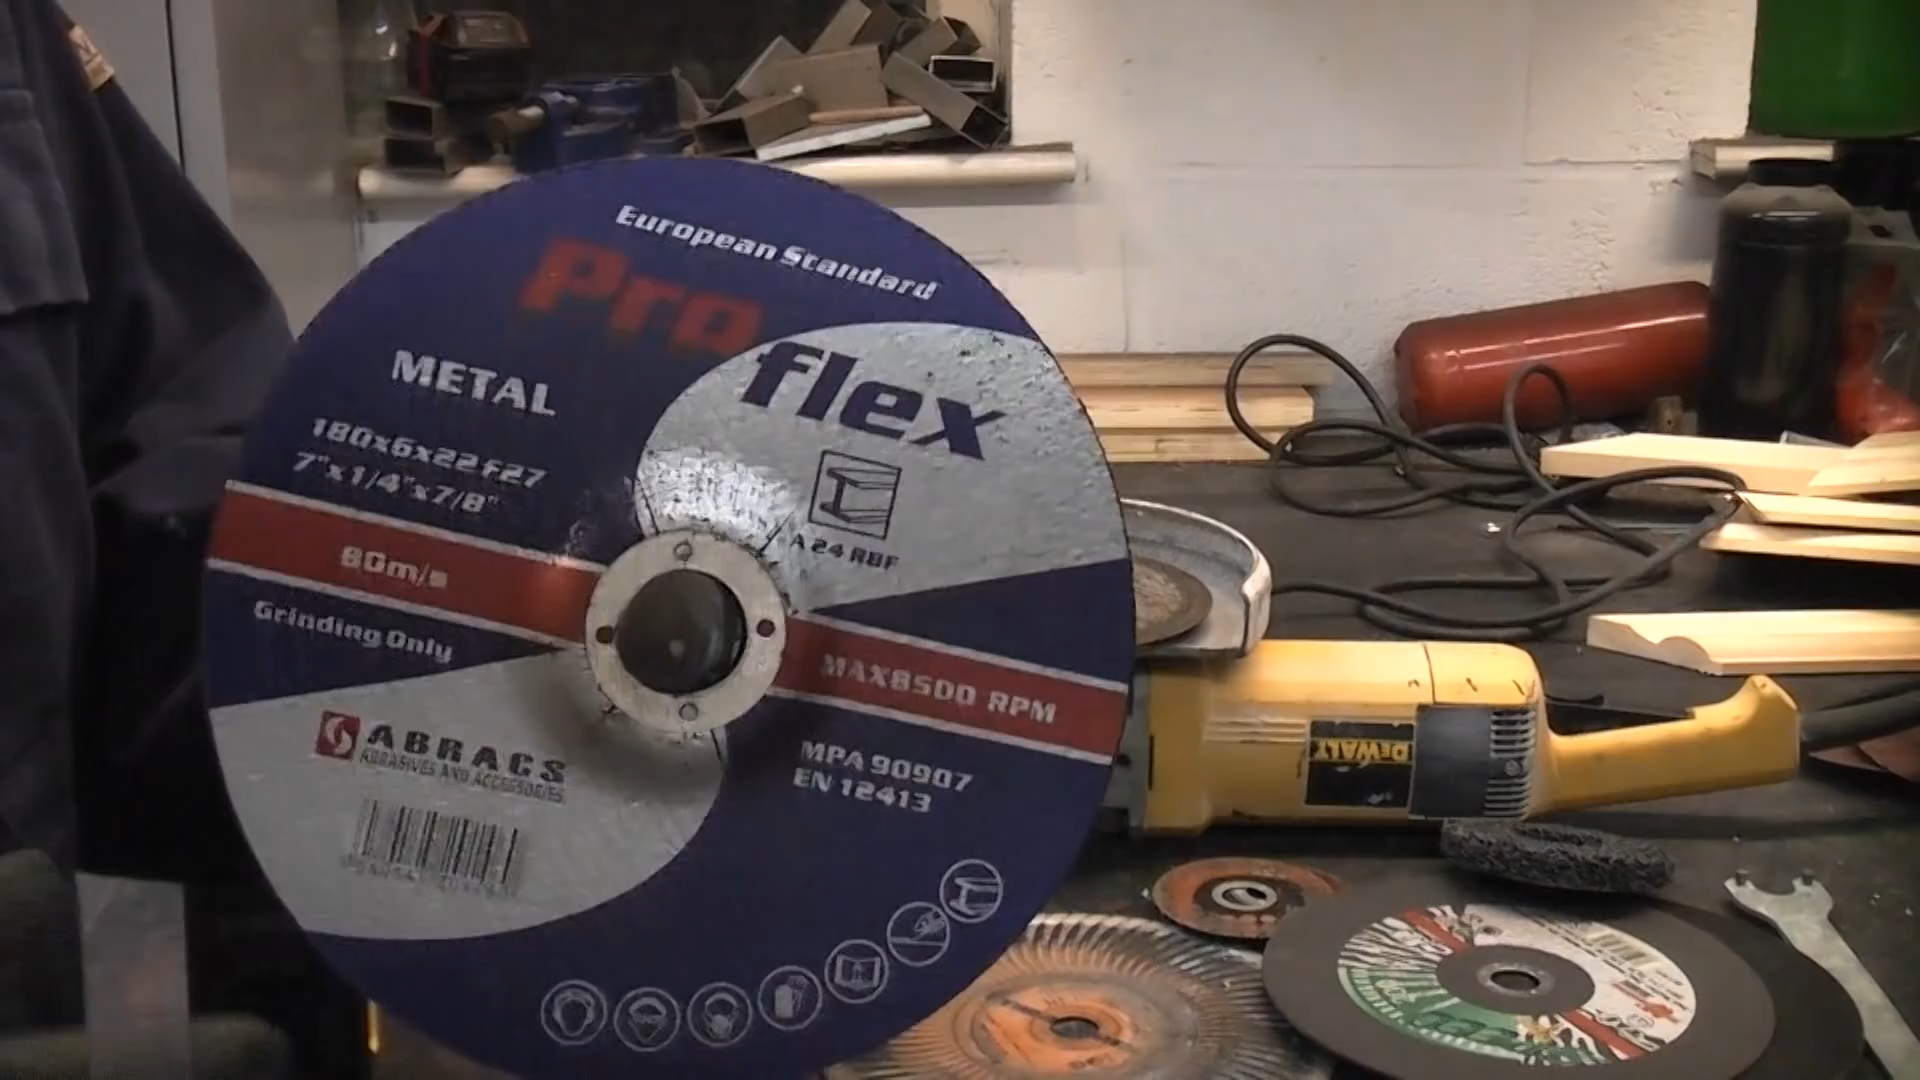 European Standard
Pro
flex
METAL
180x6x22 F27
7"x1/4"x7/8"
A 24 RBF
80m/s
Grinding Only
MAX8500 RPM
ABRACS
ABRASIVES AND ACCESSORIES
MPA 90907
EN 12413
DEWALT